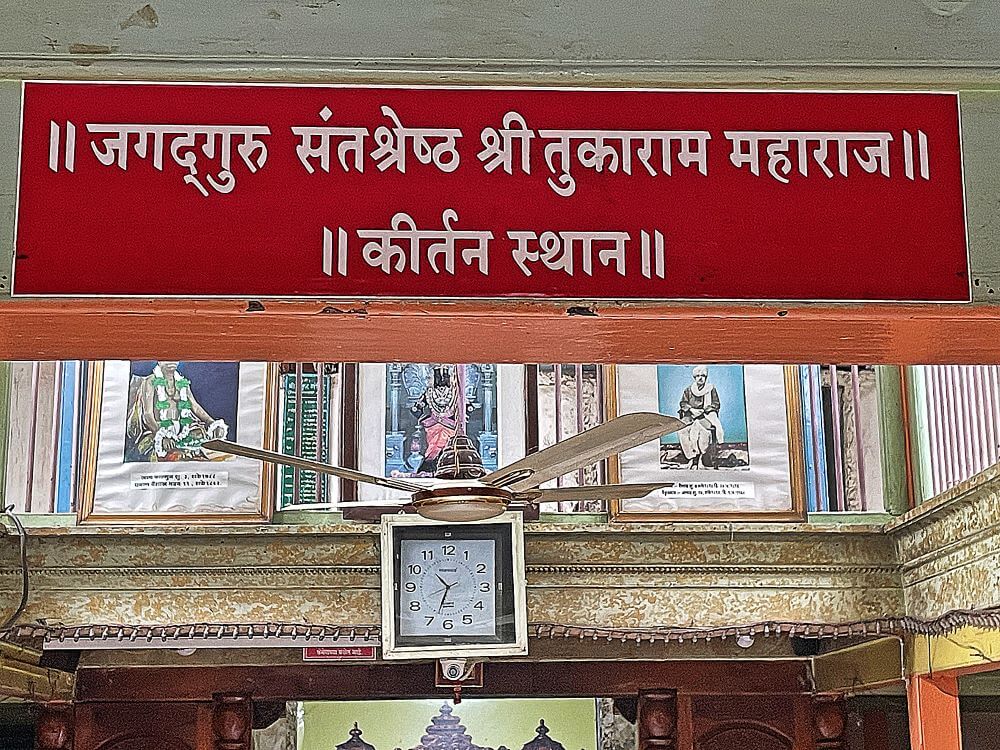 ॥ जगद्‌गुरु संतश्रेष्ठ श्री तुकाराम महाराज ॥
॥ कीर्तन स्थान ॥
11 12 1
10 2
9 3
8 4
7 6 5